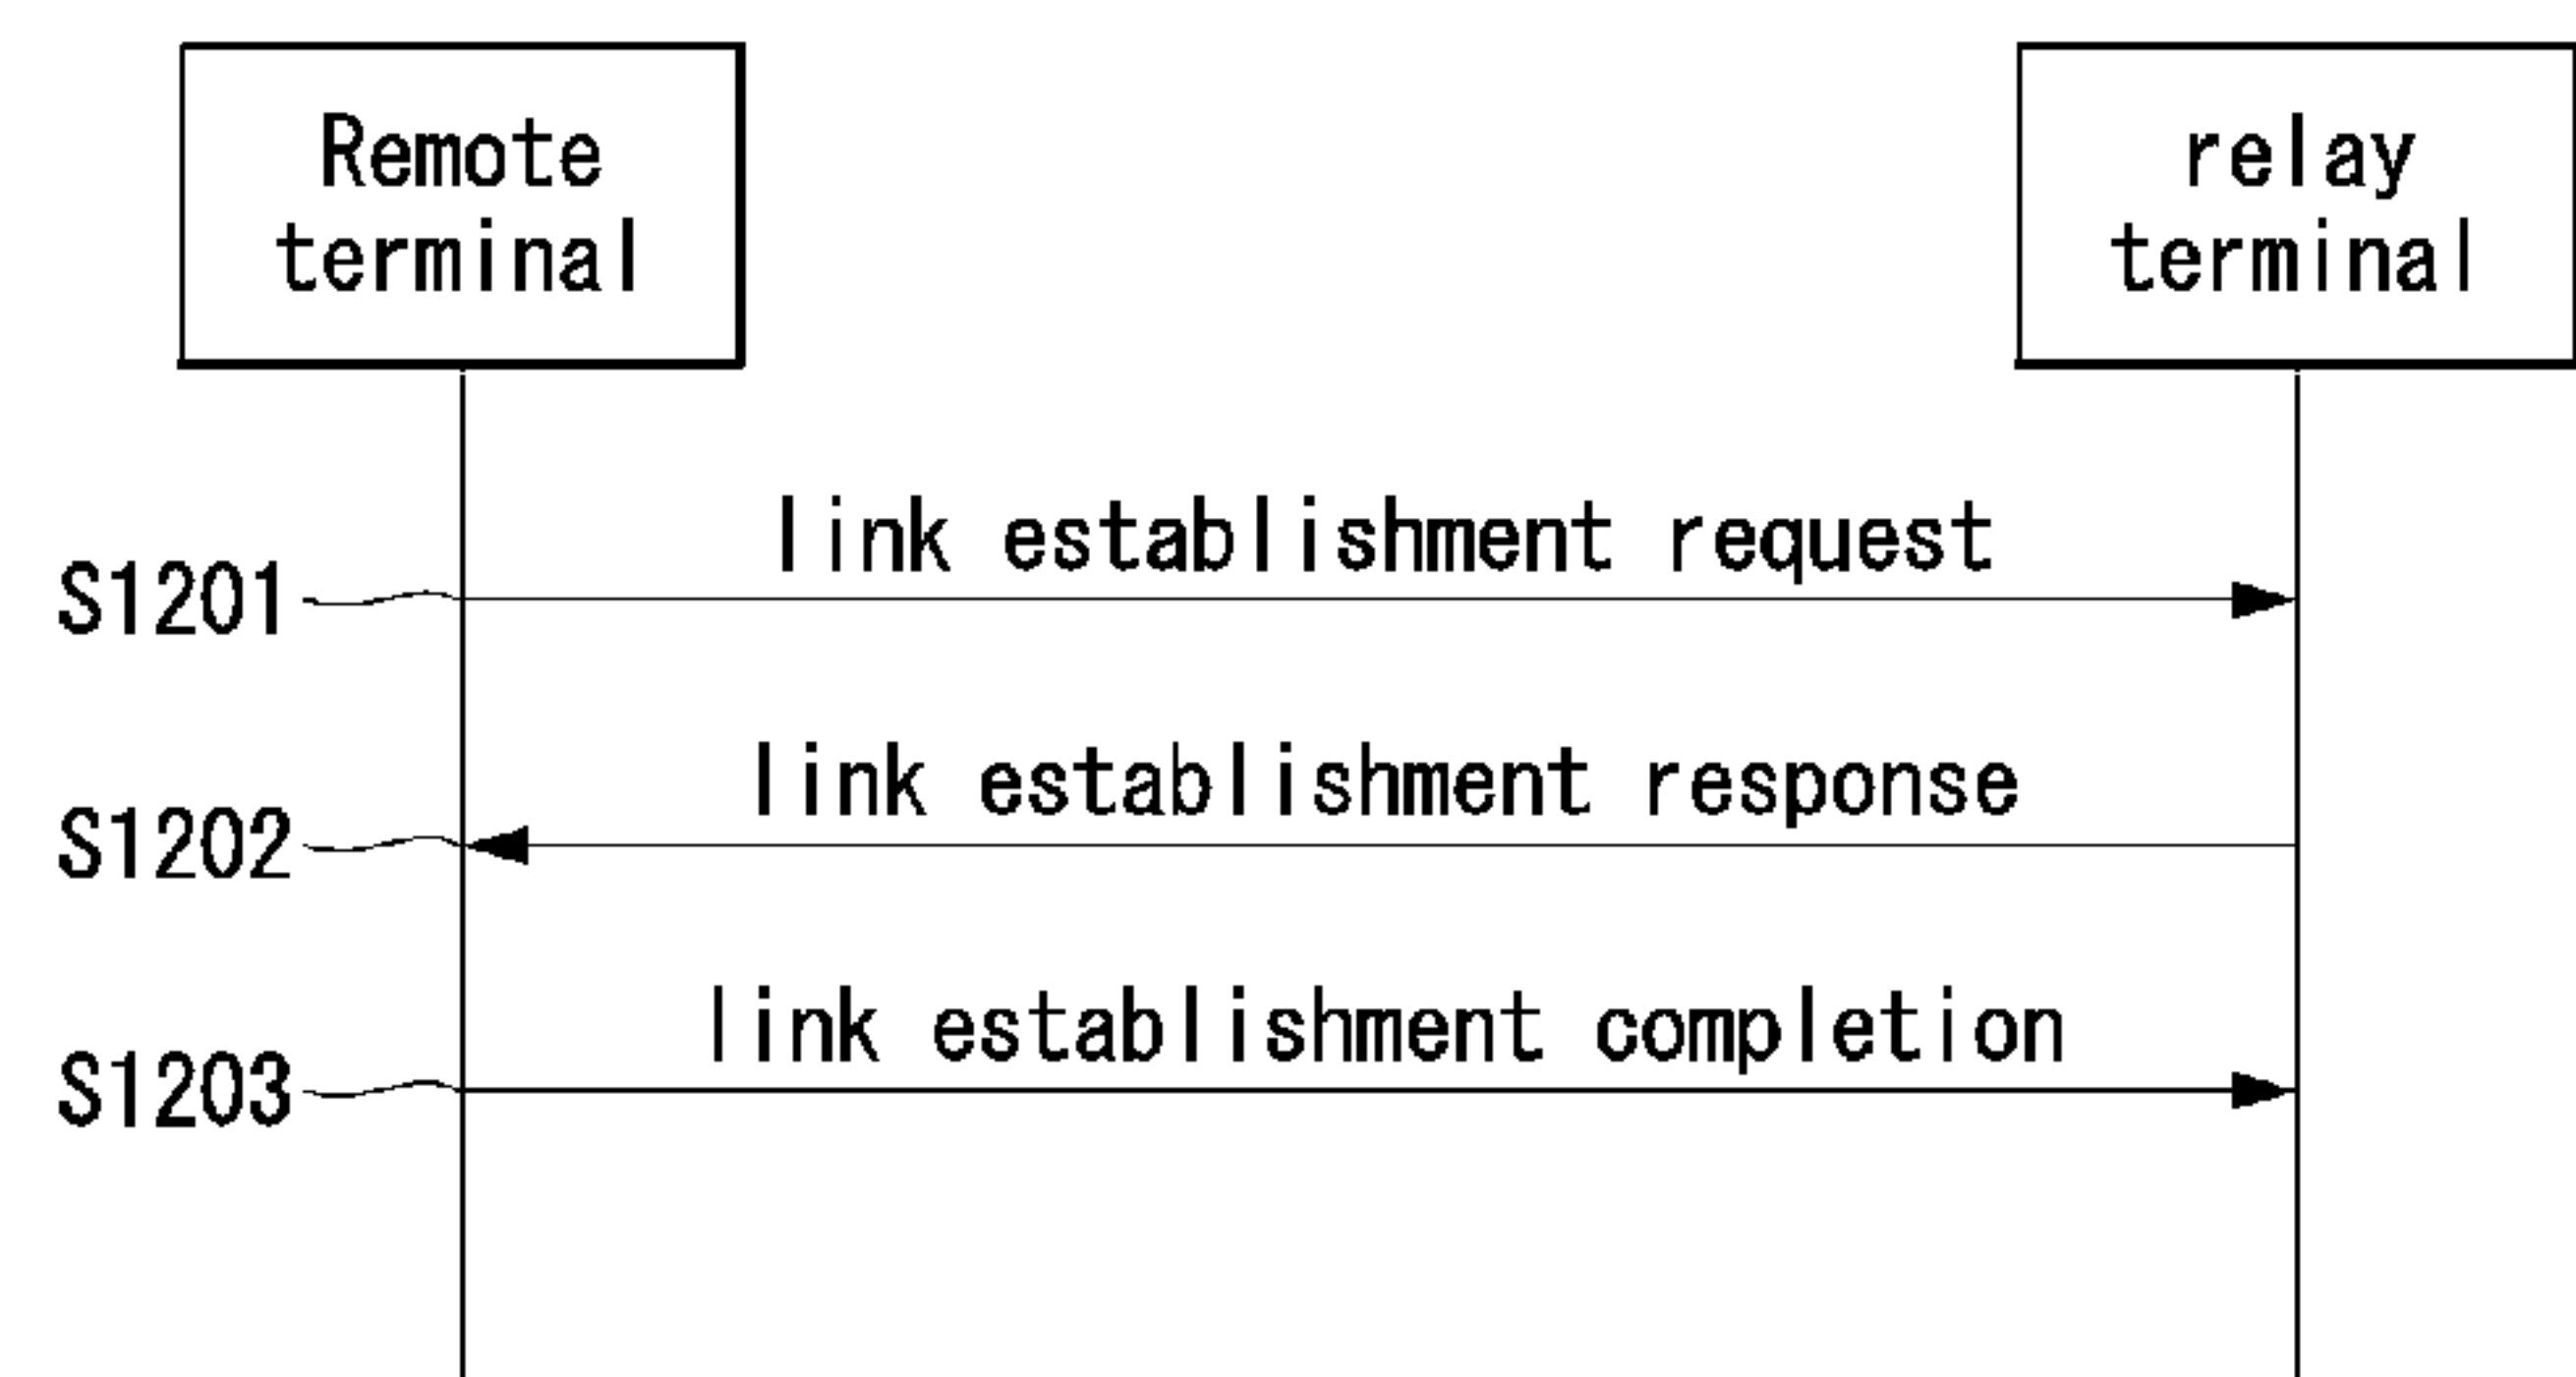 Remote
terminal
relay
terminal
link establishment request
S1201
link establishment response
S1202
link establishment completion
S1203